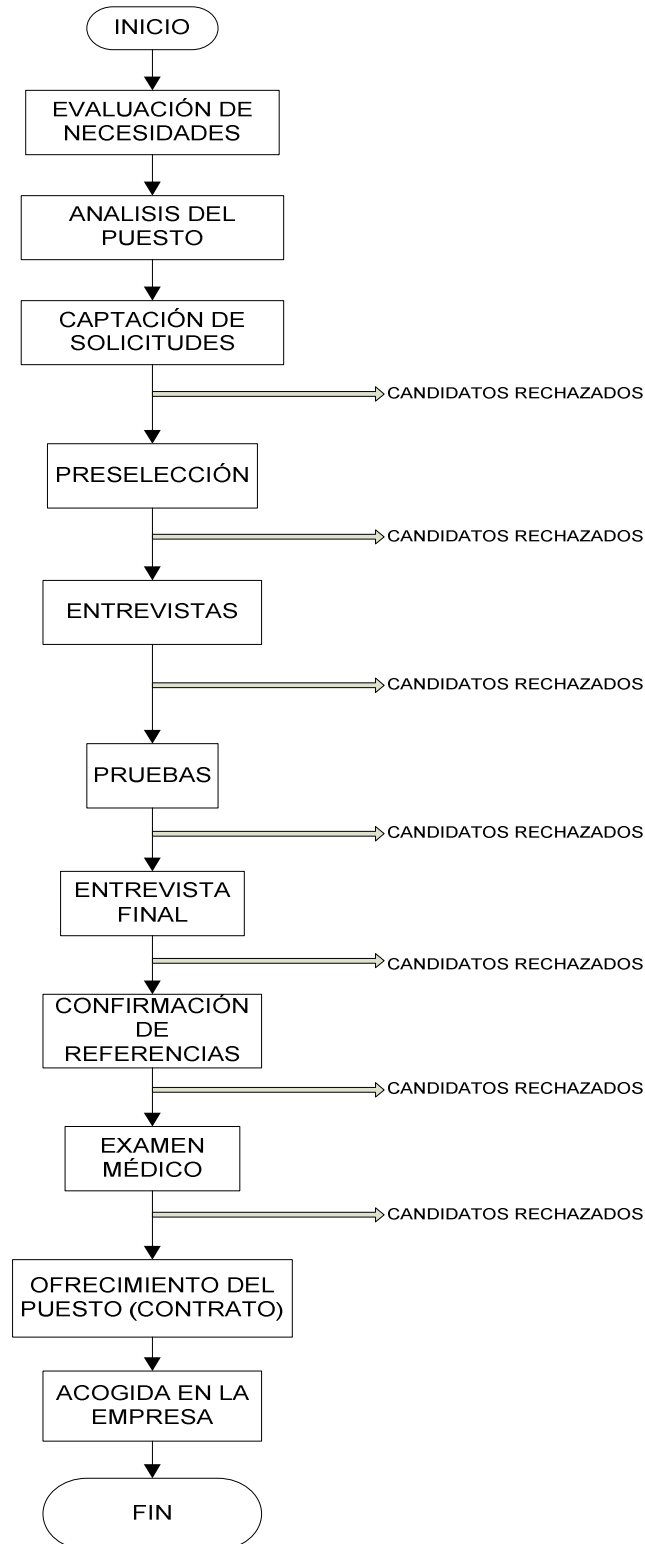 INICIO
EVALUACIÓN DE
NECESIDADES
ANALISIS DEL
PUESTO
CAPTACIÓN DE
SOLICITUDES
CANDIDATOS RECHAZADOS
PRESELECCIÓN
CANDIDATOS RECHAZADOS
ENTREVISTAS
CANDIDATOS RECHAZADOS
PRUEBAS
CANDIDATOS RECHAZADOS
ENTREVISTA
FINAL
CANDIDATOS RECHAZADOS
CONFIRMACIÓN
DE
REFERENCIAS
CANDIDATOS RECHAZADOS
EXAMEN
MÉDICO
CANDIDATOS RECHAZADOS
OFRECIMIENTO DEL
PUESTO (CONTRATO)
ACOGIDA EN LA
EMPRESA
FIN